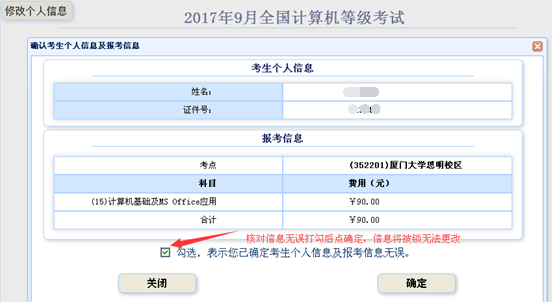 修改个人信息
2017年9月全国计算机等级考试
确认考生个人信息及报考信息
考生个人信息
姓名：
证件号：
报考信息
考点 (352201)厦门大学思明校区
科目 费用（元）
(15)计算机基础及MS Office应用 ￥90.00
合计 ￥90.00
核对信息无误打勾后点确定，信息将被锁无法更改
勾选，表示您已确定考生个人信息及报考信息无误。
关闭 确定